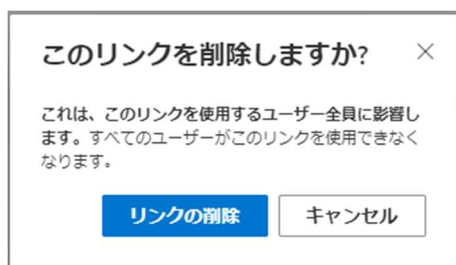 このリンクを削除しますか?
これは、このリンクを使用するユーザー全員に影響し
ます。すべてのユーザーがこのリンクを使用できなく
なります。
リンクの削除 キャンセル